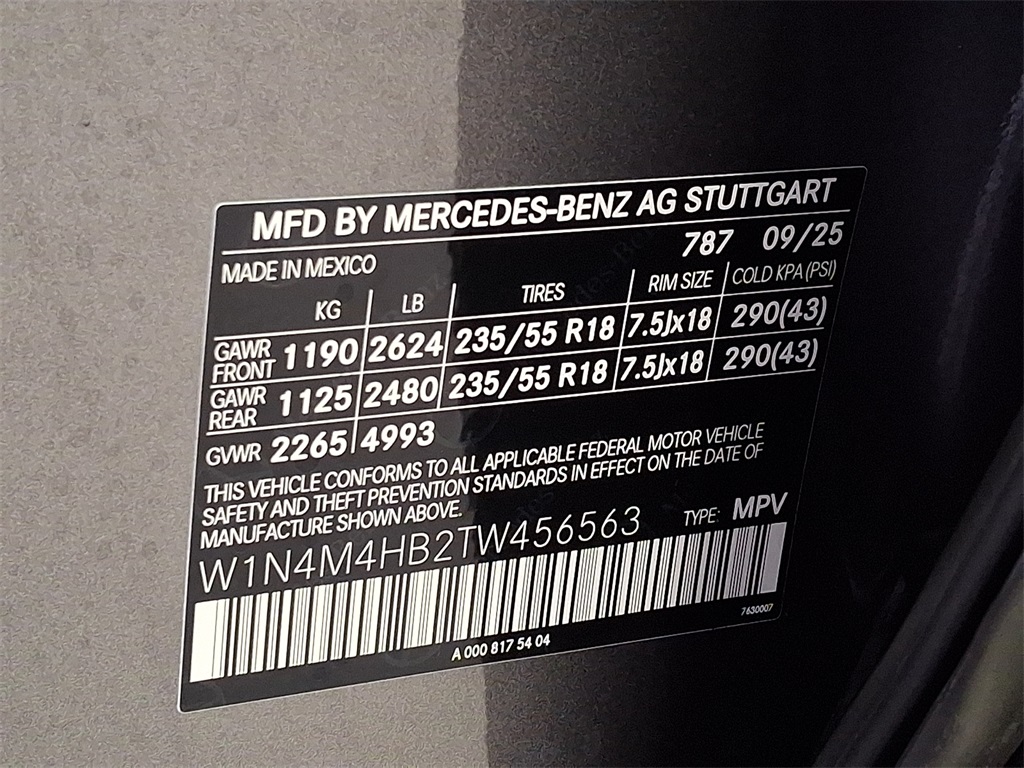 MFD BY MERCEDES-BENZ AG STUTTGART
787 09/25
MADE IN MEXICO
KG LB TIRES RIM SIZE COLD KPA (PSI)
GAWR FRONT 1190 2624 235/55 R18 7.5Jx18 290(43)
GAWR REAR 1125 2480 235/55 R18 7.5Jx18 290(43)
GVWR 2265 4993
THIS VEHICLE CONFORMS TO ALL APPLICABLE FEDERAL MOTOR VEHICLE
SAFETY AND THEFT PREVENTION STANDARDS IN EFFECT ON THE DATE OF
MANUFACTURE SHOWN ABOVE.
W1N4M4HB2TW456563 TYPE: MPV
7630007
A 000 817 54 04